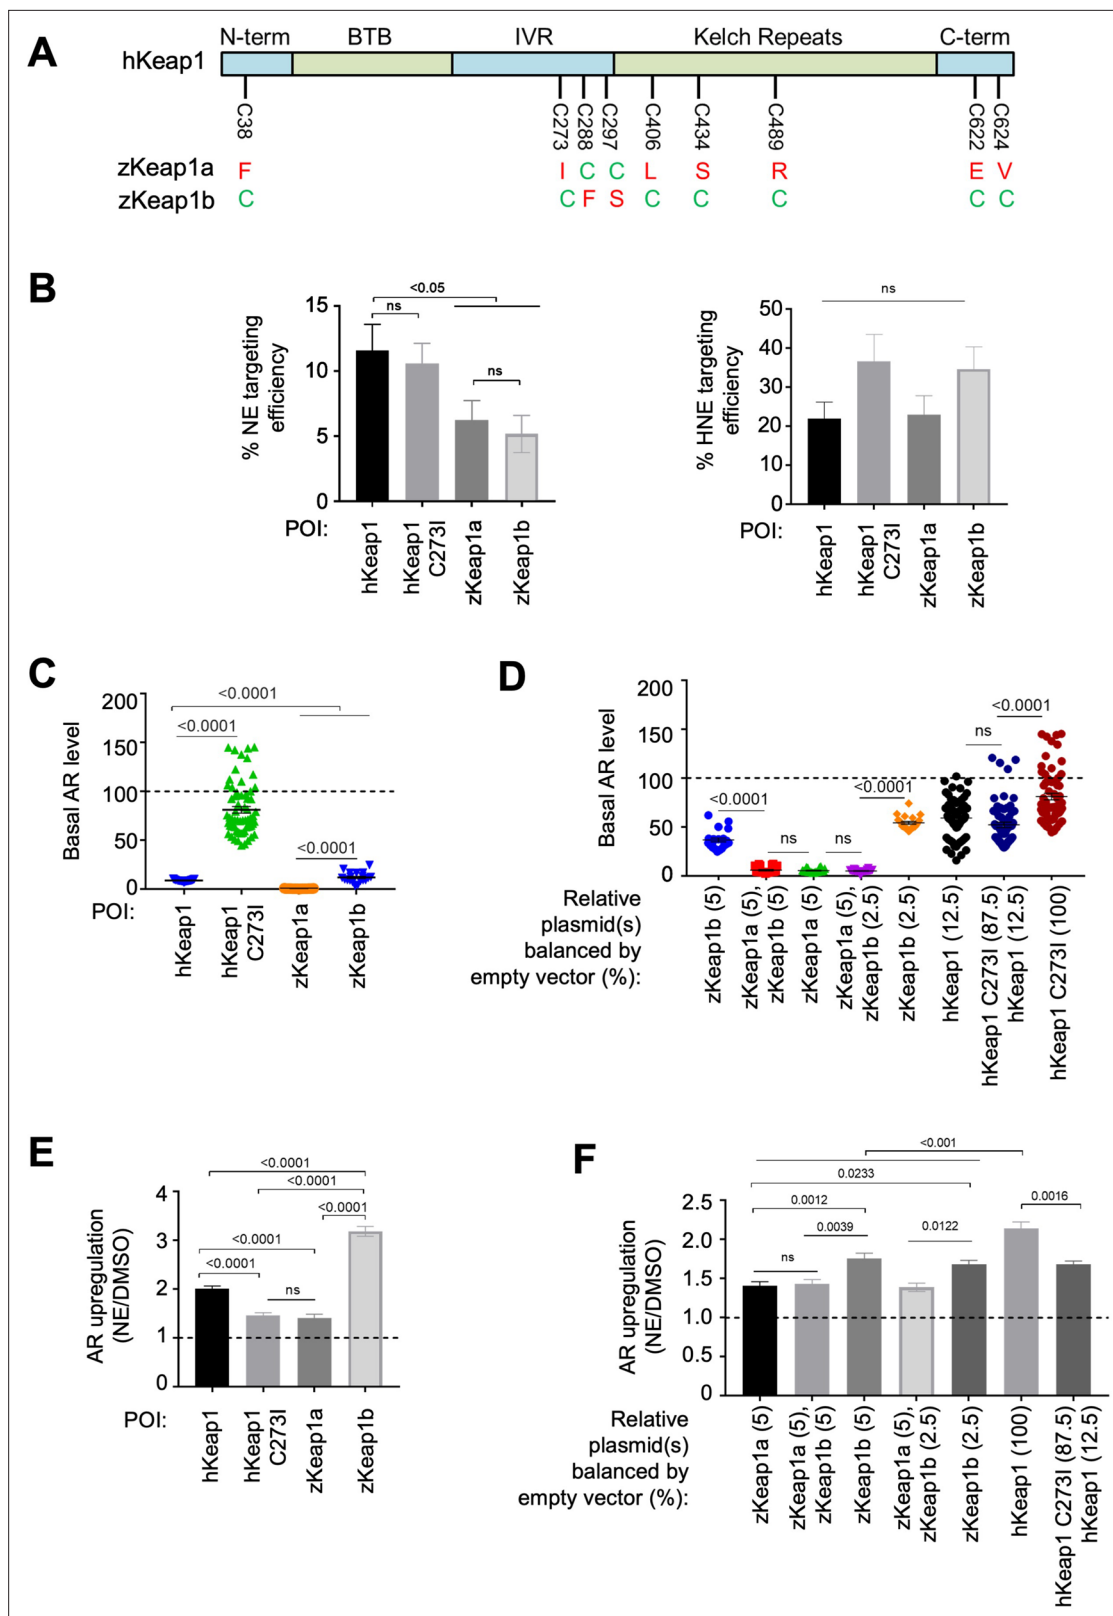 A
N-term BTB IVR Kelch Repeats C-term
hKeap1
C38 C273 C288 C297 C406 C434 C489 C622 C624
zKeap1a F I C C L S R E V
zKeap1b C C F S C C C C C
B
<0.05
ns
ns
15
10
5
0
% NE targeting
efficiency
POI:
hKeap1
hKeap1
C273I
zKeap1a
zKeap1b
ns
50
40
30
20
10
0
% HNE targeting
efficiency
POI:
hKeap1
hKeap1
C273I
zKeap1a
zKeap1b
C
<0.0001
<0.0001
<0.0001
200
150
100
50
0
Basal AR level
POI:
hKeap1
hKeap1
C273I
zKeap1a
zKeap1b
D
<0.0001
ns
ns
<0.0001
ns
<0.0001
200
150
100
50
0
Basal AR level
Relative
plasmid(s)
balanced by
empty vector (%):
zKeap1b (5)
zKeap1a (5),
zKeap1b (5)
zKeap1a (5)
zKeap1a (5),
zKeap1b (2.5)
zKeap1b (2.5)
hKeap1 (12.5)
hKeap1 C273I (87.5)
hKeap1 (12.5)
hKeap1 C273I (100)
E
<0.0001
<0.0001
<0.0001
<0.0001
<0.0001
ns
4
3
2
1
0
AR upregulation
(NE/DMSO)
POI:
hKeap1
hKeap1
C273I
zKeap1a
zKeap1b
F
<0.001
0.0233
0.0012
0.0016
0.0039
0.0122
ns
2.5
2.0
1.5
1.0
0.5
0
AR upregulation
(NE/DMSO)
Relative
plasmid(s)
balanced by
empty vector (%):
zKeap1a (5)
zKeap1a (5),
zKeap1b (5)
zKeap1b (5)
zKeap1a (5),
zKeap1b (2.5)
zKeap1b (2.5)
hKeap1 (100)
hKeap1 C273I (87.5)
hKeap1 (12.5)